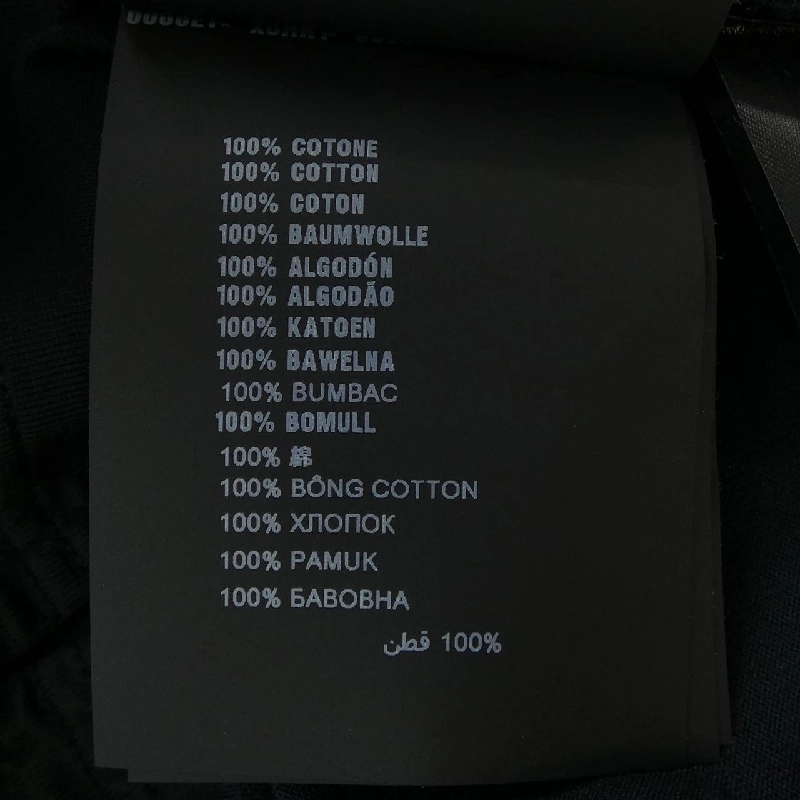 100% COTONE
100% COTTON
100% COTON
100% BAUMWOLLE
100% ALGODÓN
100% ALGODÃO
100% KATOEN
100% BAWELNA
100% BUMBAC
100% BOMULL
100% 綿
100% BÔNG COTTON
100% ХЛОПОК
100% PAMUK
100% БАВОВНА
100% قطن